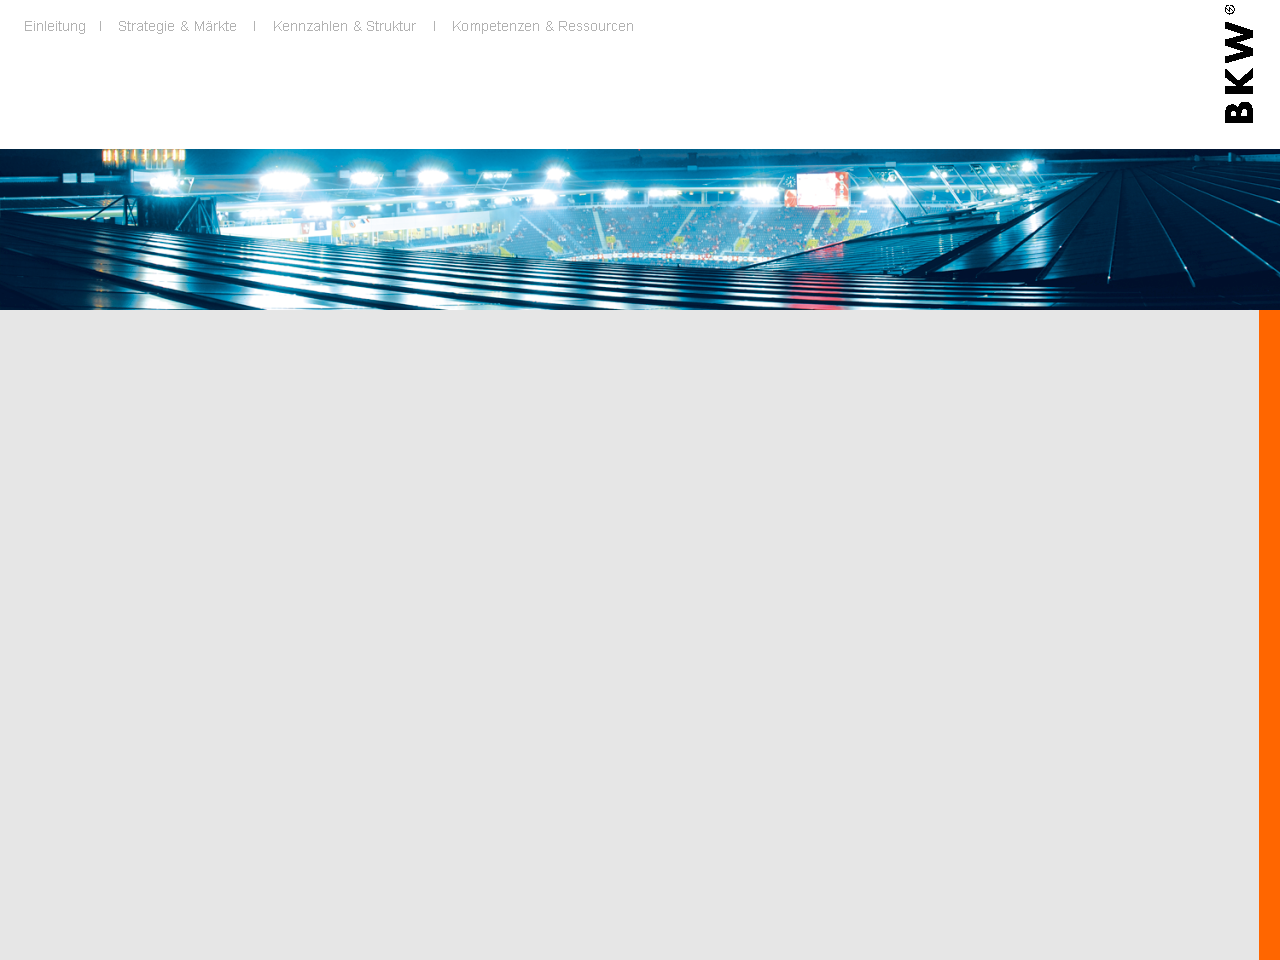 Einleitung I Strategie & Märkte I Kennzahlen & Struktur I Kompetenzen & Ressourcen
BKW